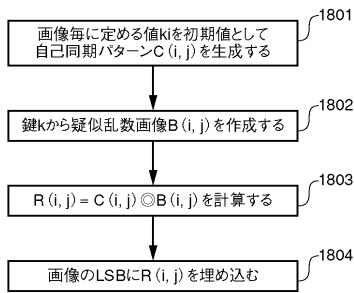 1801
画像毎に定める値kiを初期値として
自己同期パターンC(i, j)を生成する
1802
鍵kから疑似乱数画像B(i, j)を作成する
1803
R(i, j)=C(i, j)◎B(i, j)を計算する
1804
画像のLSBにR(i, j)を埋め込む